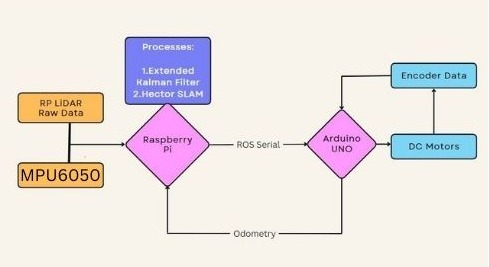 Processes:
1.Extended
Kalman Filter
2.Hector SLAM
RP LiDAR
Raw Data
MPU6050
Raspberry
Pi
ROS Serial
Arduino
UNO
Encoder Data
DC Motors
Odometry